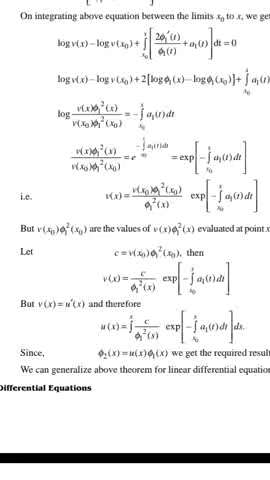 On integrating above equation between the limits x₀ to x, we get
log v(x) – log v(x₀) + ∫_{x₀}^{x} [2ϕ₁′(t)/ϕ₁(t) + a₁(t)] dt = 0
log v(x) – log v(x₀) + 2[log ϕ₁(x) – log ϕ₁(x₀)] + ∫_{x₀}^{x} a₁(t)
log v(x)ϕ₁²(x)/v(x₀)ϕ₁²(x₀) = – ∫_{x₀}^{x} a₁(t) dt
v(x)ϕ₁²(x)/v(x₀)ϕ₁²(x₀) = e^{–∫_{x₀}^{x} a₁(t) dt} = exp[– ∫_{x₀}^{x} a₁(t) dt]
i.e. v(x) = v(x₀)ϕ₁²(x₀)/ϕ₁²(x) exp[– ∫_{x₀}^{x} a₁(t) dt]
But v(x₀)ϕ₁²(x₀) are the values of v(x)ϕ₁²(x) evaluated at point x
Let c = v(x₀)ϕ₁²(x₀), then
v(x) = c/ϕ₁²(x) exp[– ∫_{x₀}^{x} a₁(t) dt]
But v(x) = u′(x) and therefore
u(x) = ∫^{x} c/ϕ₁²(s) exp[– ∫_{x₀}^{s} a₁(t) dt] ds.
Since, ϕ₂(x) = u(x)ϕ₁(x) we get the required result
We can generalize above theorem for linear differential equation
Differential Equations